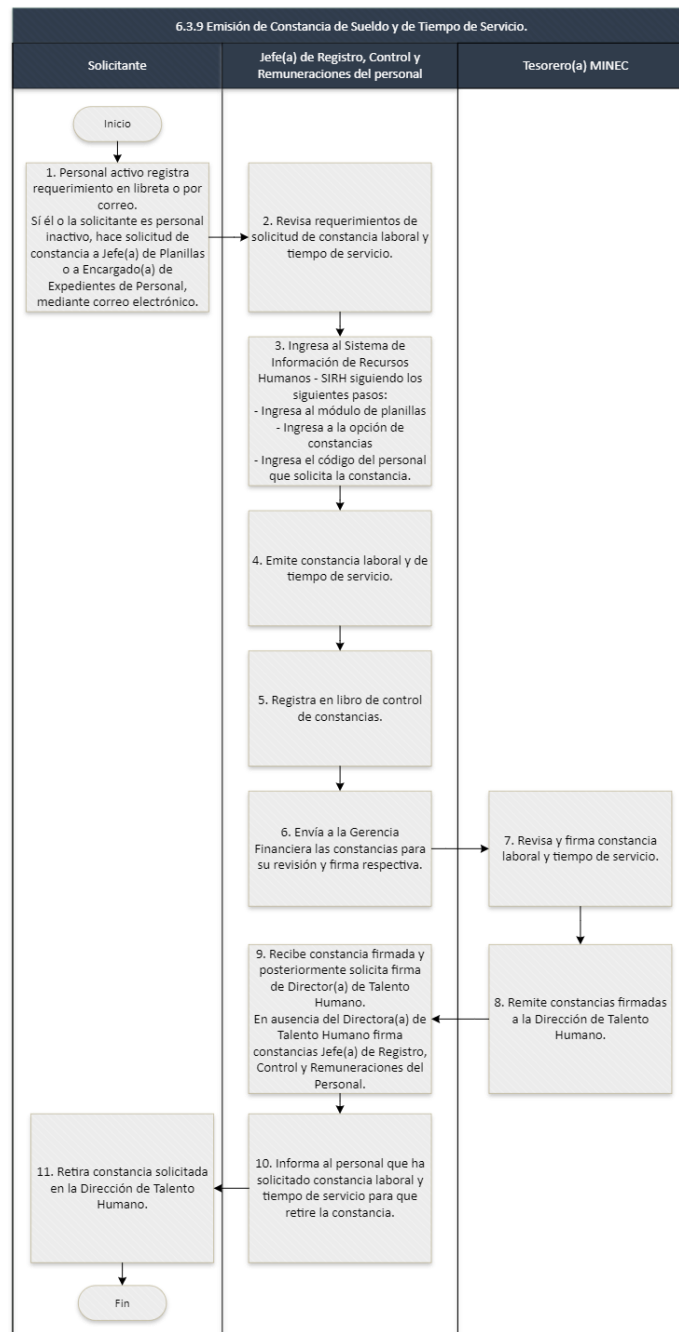 6.3.9 Emisión de Constancia de Sueldo y de Tiempo de Servicio.
Solicitante
Jefe(a) de Registro, Control y
Remuneraciones del personal
Tesorero(a) MINEC
Inicio
1. Personal activo registra
requerimiento en libreta o por
correo.
Sí él o la solicitante es personal
inactivo, hace solicitud de
constancia a Jefe(a) de Planillas
o a Encargado(a) de
Expedientes de Personal,
mediante correo electrónico.
2. Revisa requerimientos de
solicitud de constancia laboral y
tiempo de servicio.
3. Ingresa al Sistema de
Información de Recursos
Humanos - SIRH siguiendo los
siguientes pasos:
- Ingresa al módulo de planillas
- Ingresa a la opción de
constancias
- Ingresa el código del personal
que solicita la constancia.
4. Emite constancia laboral y de
tiempo de servicio.
5. Registra en libro de control
de constancias.
6. Envía a la Gerencia
Financiera las constancias para
su revisión y firma respectiva.
7. Revisa y firma constancia
laboral y tiempo de servicio.
8. Remite constancias firmadas
a la Dirección de Talento
Humano.
9. Recibe constancia firmada y
posteriormente solicita firma
de Director(a) de Talento
Humano.
En ausencia del Directora(a) de
Talento Humano firma
constancias Jefe(a) de Registro,
Control y Remuneraciones del
Personal.
10. Informa al personal que ha
solicitado constancia laboral y
tiempo de servicio para que
retire la constancia.
11. Retira constancia solicitada
en la Dirección de Talento
Humano.
Fin